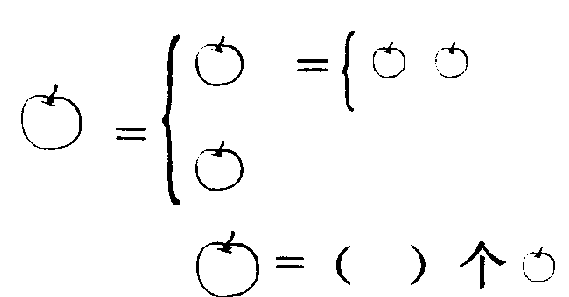 = {
= {
= ( ) 个